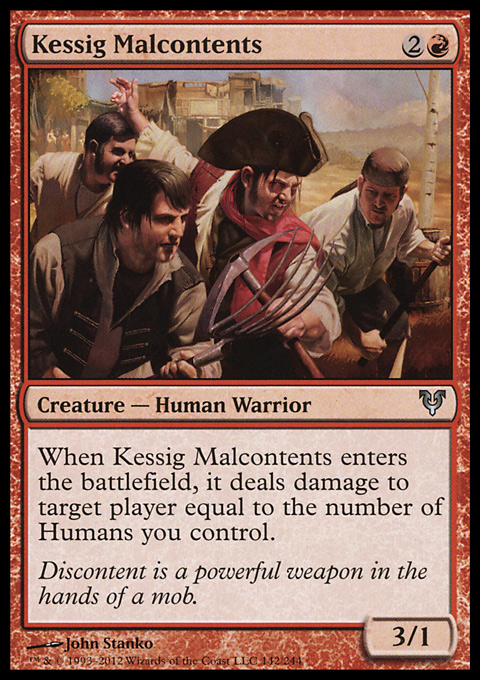 Kessig Malcontents
2
Creature — Human Warrior
When Kessig Malcontents enters
the battlefield, it deals damage to
target player equal to the number of
Humans you control.
Discontent is a powerful weapon in the
hands of a mob.
John Stanko
3/1
™ & © 1993–2012 Wizards of the Coast LLC 142/244